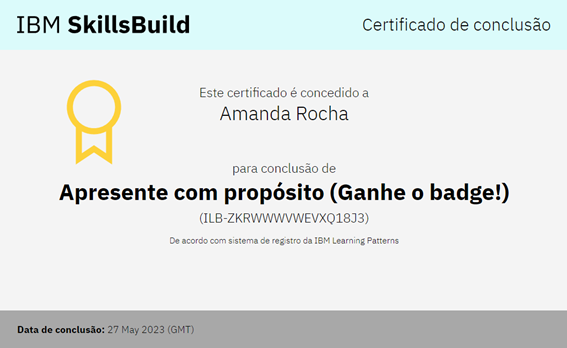 IBM SkillsBuild
Certificado de conclusão
Este certificado é concedido a
Amanda Rocha
para conclusão de
Apresente com propósito (Ganhe o badge!)
(ILB-ZKRWWWVWEVXQ18J3)
De acordo com sistema de registro da IBM Learning Patterns
Data de conclusão: 27 May 2023 (GMT)